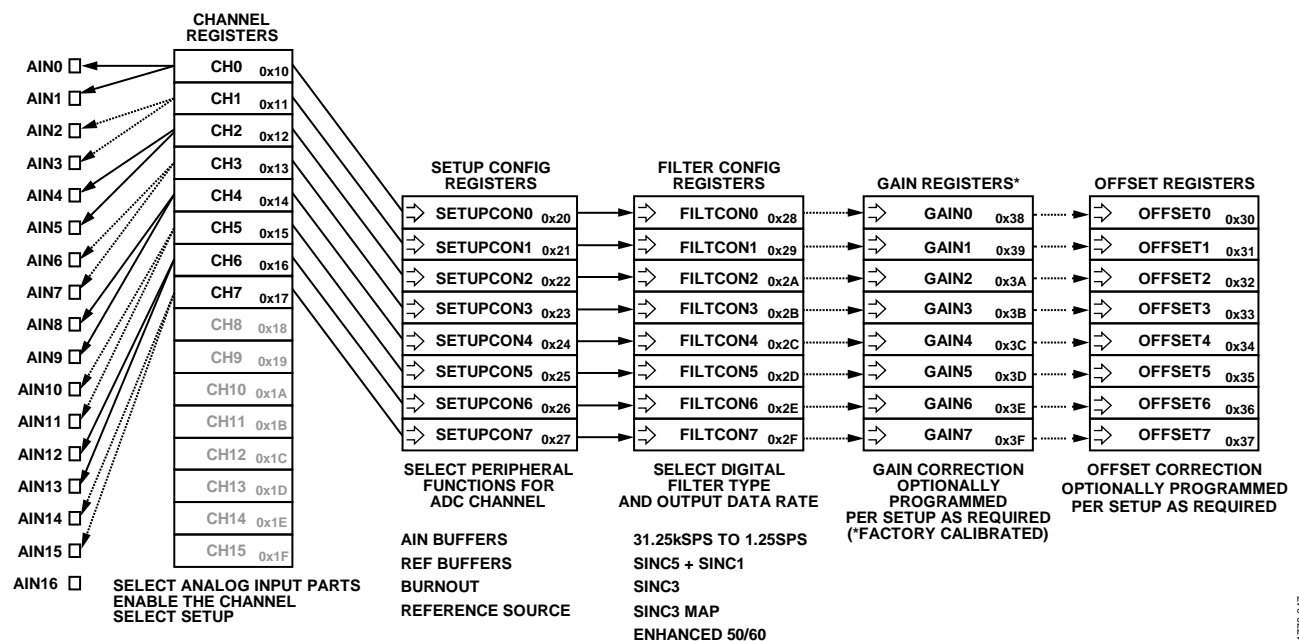 CHANNEL
REGISTERS
AIN0
AIN1
AIN2
AIN3
AIN4
AIN5
AIN6
AIN7
AIN8
AIN9
AIN10
AIN11
AIN12
AIN13
AIN14
AIN15
AIN16
CH0 0x10
CH1 0x11
CH2 0x12
CH3 0x13
CH4 0x14
CH5 0x15
CH6 0x16
CH7 0x17
CH8 0x18
CH9 0x19
CH10 0x1A
CH11 0x1B
CH12 0x1C
CH13 0x1D
CH14 0x1E
CH15 0x1F
SELECT ANALOG INPUT PARTS
ENABLE THE CHANNEL
SELECT SETUP
SETUP CONFIG
REGISTERS
SETUPCON0 0x20
SETUPCON1 0x21
SETUPCON2 0x22
SETUPCON3 0x23
SETUPCON4 0x24
SETUPCON5 0x25
SETUPCON6 0x26
SETUPCON7 0x27
SELECT PERIPHERAL
FUNCTIONS FOR
ADC CHANNEL
AIN BUFFERS
REF BUFFERS
BURNOUT
REFERENCE SOURCE
FILTER CONFIG
REGISTERS
FILTCON0 0x28
FILTCON1 0x29
FILTCON2 0x2A
FILTCON3 0x2B
FILTCON4 0x2C
FILTCON5 0x2D
FILTCON6 0x2E
FILTCON7 0x2F
SELECT DIGITAL
FILTER TYPE
AND OUTPUT DATA RATE
31.25kSPS TO 1.25SPS
SINC5 + SINC1
SINC3
SINC3 MAP
ENHANCED 50/60
GAIN REGISTERS*
GAIN0 0x38
GAIN1 0x39
GAIN2 0x3A
GAIN3 0x3B
GAIN4 0x3C
GAIN5 0x3D
GAIN6 0x3E
GAIN7 0x3F
GAIN CORRECTION
OPTIONALLY
PROGRAMMED
PER SETUP AS REQUIRED
(*FACTORY CALIBRATED)
OFFSET REGISTERS
OFFSET0 0x30
OFFSET1 0x31
OFFSET2 0x32
OFFSET3 0x33
OFFSET4 0x34
OFFSET5 0x35
OFFSET6 0x36
OFFSET7 0x37
OFFSET CORRECTION
OPTIONALLY PROGRAMMED
PER SETUP AS REQUIRED